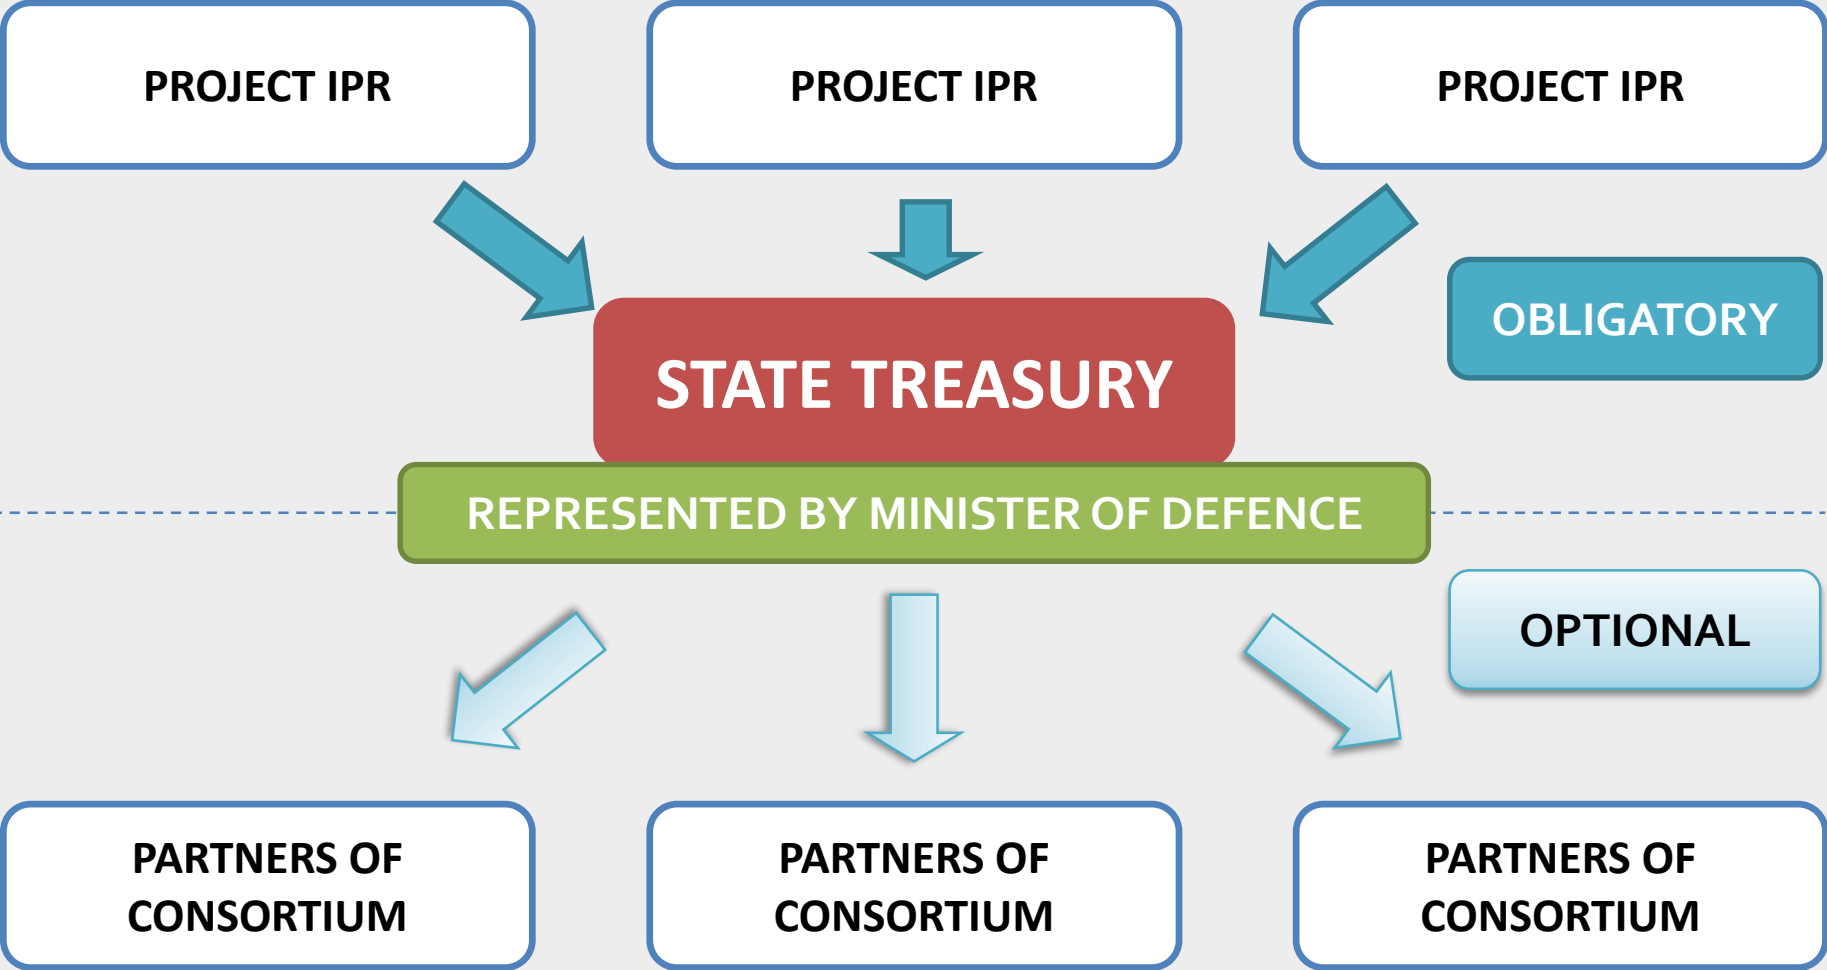 PROJECT IPR
PROJECT IPR
PROJECT IPR
OBLIGATORY
STATE TREASURY
REPRESENTED BY MINISTER OF DEFENCE
OPTIONAL
PARTNERS OF
CONSORTIUM
PARTNERS OF
CONSORTIUM
PARTNERS OF
CONSORTIUM